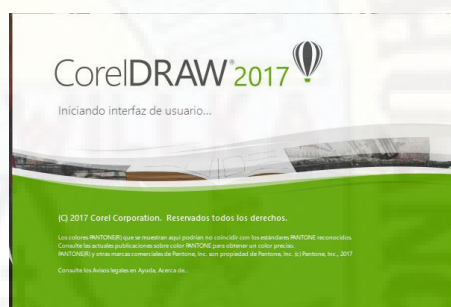 CorelDRAW® 2017
Iniciando interfaz de usuario...
(C) 2017 Corel Corporation. Reservados todos los derechos.
Los colores PANTONE(R) que se muestran aquí podrían no coincidir con los estándares PANTONE reconocidos.
Consulte las actuales publicaciones sobre color PANTONE para obtener un color preciso.
PANTONE(R) y otras marcas comerciales de Pantone, Inc. son propiedad de Pantone, Inc. (c) Pantone, Inc., 2017
Consulte los Avisos legales en Ayuda, Acerca de..